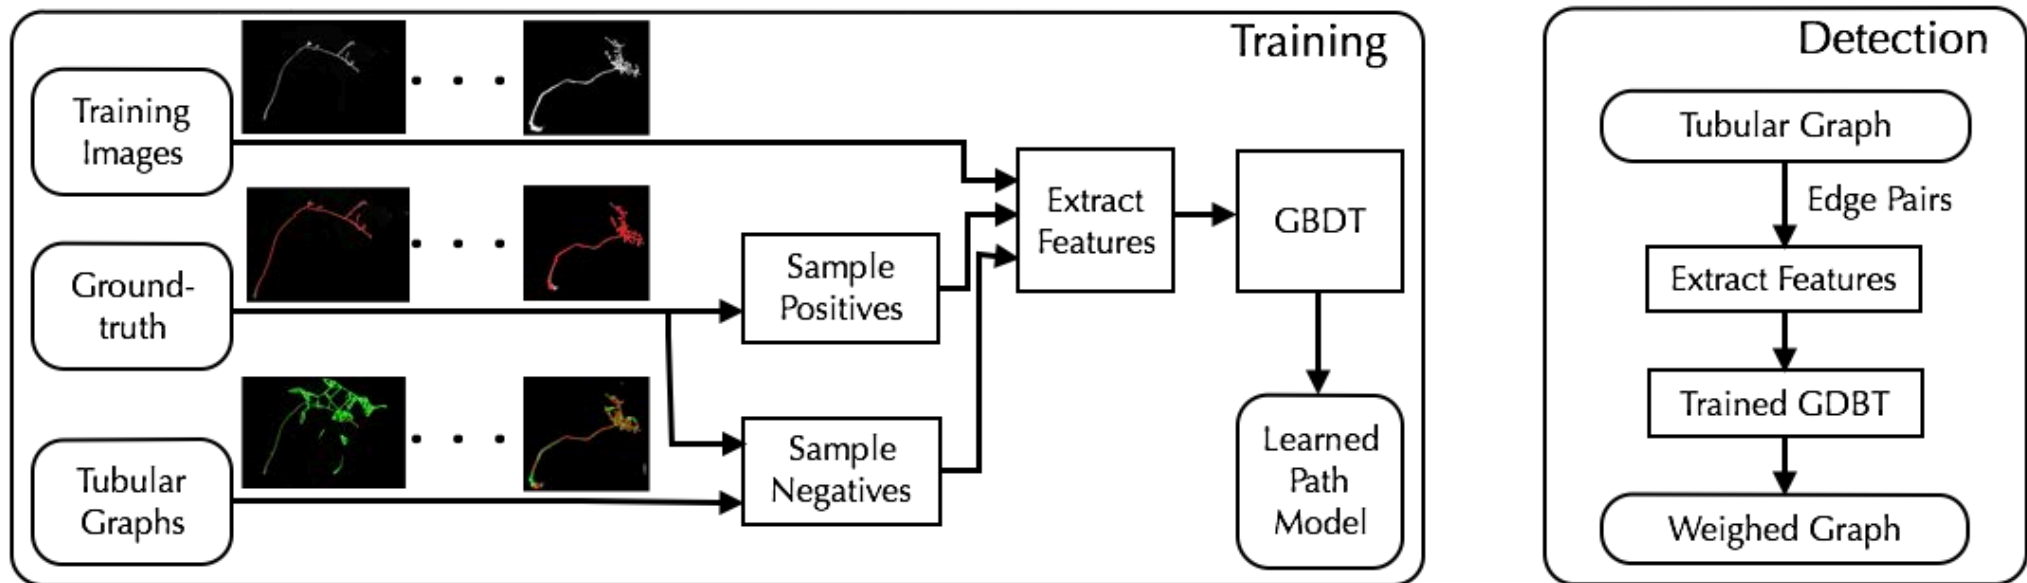 Training
Training
Images
Ground-
truth
Tubular
Graphs
Sample
Positives
Sample
Negatives
Extract
Features
GBDT
Learned
Path
Model
Detection
Tubular Graph
Edge Pairs
Extract Features
Trained GDBT
Weighed Graph